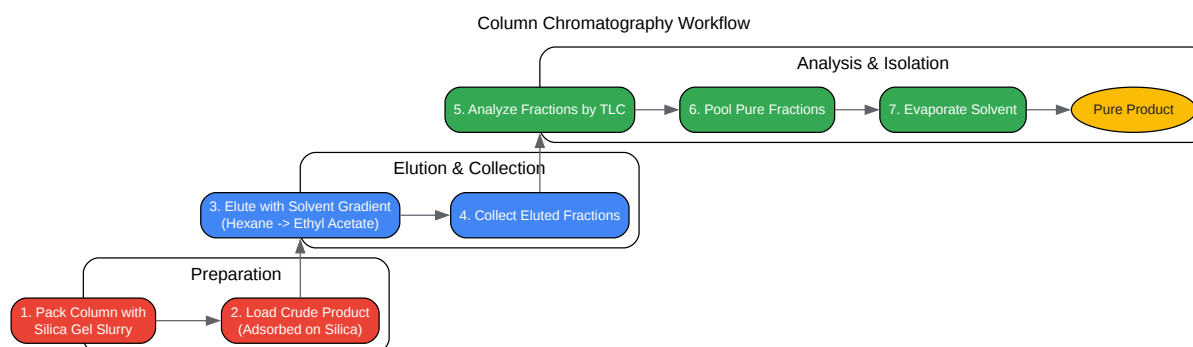 Column Chromatography Workflow
Analysis & Isolation
5. Analyze Fractions by TLC
6. Pool Pure Fractions
7. Evaporate Solvent
Pure Product
Elution & Collection
3. Elute with Solvent Gradient
(Hexane -> Ethyl Acetate)
4. Collect Eluted Fractions
Preparation
1. Pack Column with
Silica Gel Slurry
2. Load Crude Product
(Adsorbed on Silica)